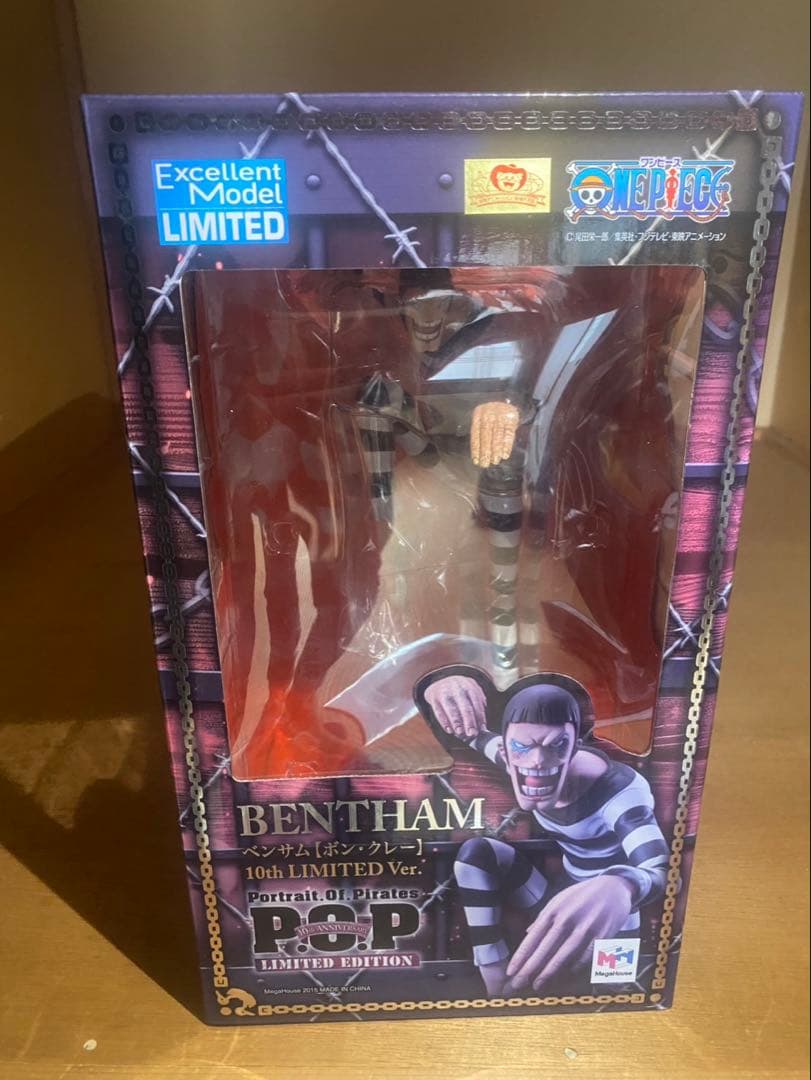 Excellent
Model
LIMITED
ワンピース
ONE PIECE
©尾田栄一郎／集英社・フジテレビ・東映アニメーション
BENTHAM
ベンサム【ボン・クレー】
10th LIMITED Ver.
Portrait.Of.Pirates
P.O.P
10th ANNIVERSARY
LIMITED EDITION
MegaHouse 2015 MADE IN CHINA
MegaHouse